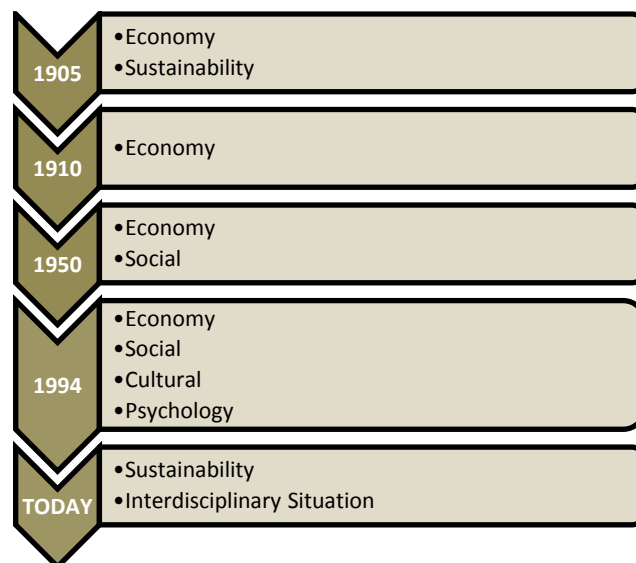 1905
•Economy
•Sustainability
1910
•Economy
1950
•Economy
•Social
1994
•Economy
•Social
•Cultural
•Psychology
TODAY
•Sustainability
•Interdisciplinary Situation